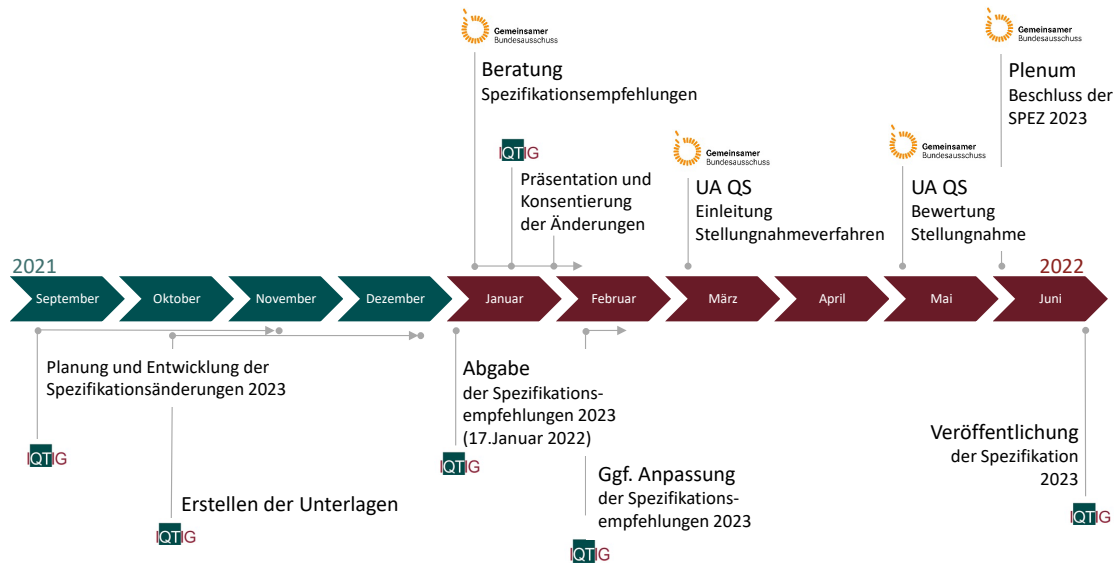 Gemeinsamer
Bundesausschuss
Beratung
Spezifikationsempfehlungen
IQTIG
Präsentation und
Konsentierung
der Änderungen
Gemeinsamer
Bundesausschuss
UA QS
Einleitung
Stellungnahmeverfahren
Gemeinsamer
Bundesausschuss
UA QS
Bewertung
Stellungnahme
Gemeinsamer
Bundesausschuss
Plenum
Beschluss der
SPEZ 2023
2021
2022
September
Oktober
November
Dezember
Januar
Februar
März
April
Mai
Juni
Planung und Entwicklung der
Spezifikationsänderungen 2023
IQTIG
Erstellen der Unterlagen
IQTIG
Abgabe
der Spezifikations-
empfehlungen 2023
(17.Januar 2022)
IQTIG
Ggf. Anpassung
der Spezifikations-
empfehlungen 2023
IQTIG
Veröffentlichung
der Spezifikation
2023
IQTIG